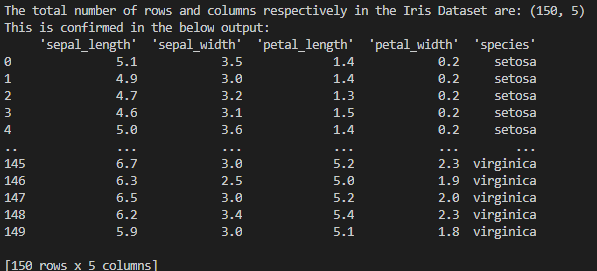 The total number of rows and columns respectively in the Iris Dataset are: (150, 5)
This is confirmed in the below output:
'sepal_length' 'sepal_width' 'petal_length' 'petal_width' 'species'
0 5.1 3.5 1.4 0.2 setosa
1 4.9 3.0 1.4 0.2 setosa
2 4.7 3.2 1.3 0.2 setosa
3 4.6 3.1 1.5 0.2 setosa
4 5.0 3.6 1.4 0.2 setosa
.. ... ... ... ... ...
145 6.7 3.0 5.2 2.3 virginica
146 6.3 2.5 5.0 1.9 virginica
147 6.5 3.0 5.2 2.0 virginica
148 6.2 3.4 5.4 2.3 virginica
149 5.9 3.0 5.1 1.8 virginica
[150 rows x 5 columns]